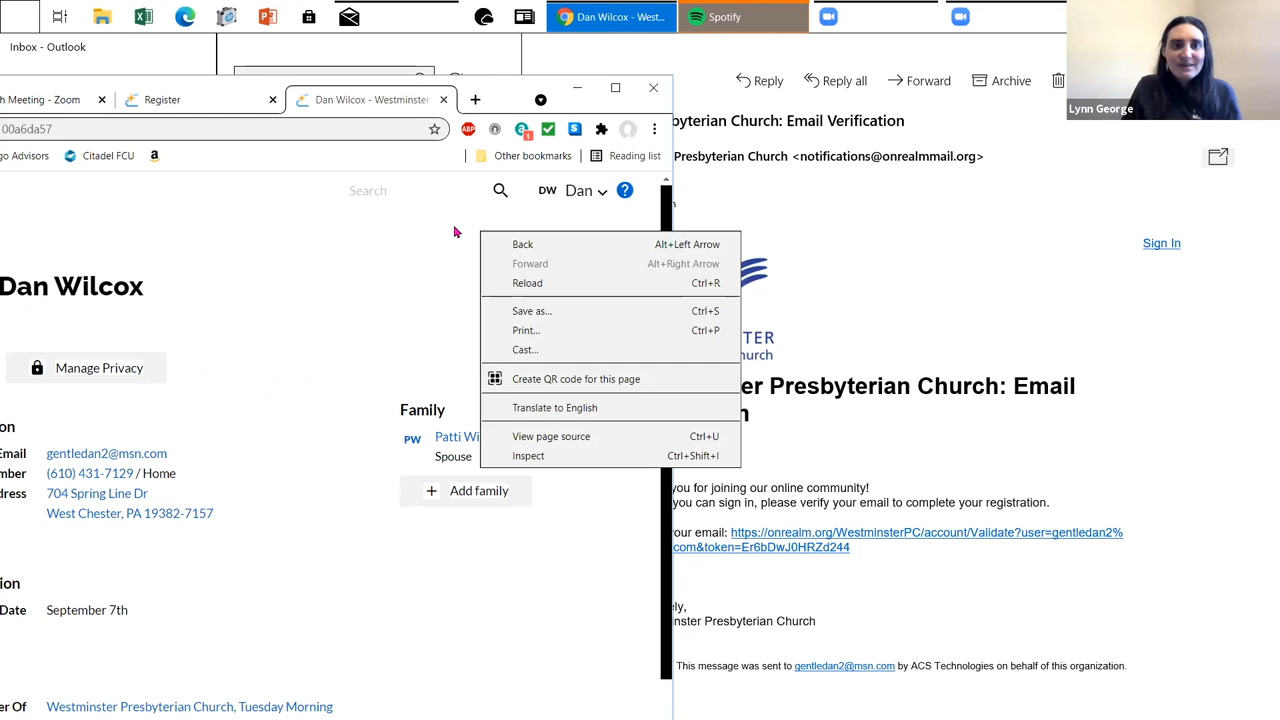 Dan Wilcox - West...
Spotify
Inbox - Outlook
Reply
Reply all
Forward
Archive
Lynn George
h Meeting - Zoom
Register
Dan Wilcox - Westminster
byterian Church: Email Verification
00a6da57
ABP
1
Presbyterian Church <notifications@onrealmmail.org>
go Advisors
Citadel FCU
Other bookmarks
Reading list
Search
DW Dan
?
Sign In
Dan Wilcox
Manage Privacy
on
Email gentledan2@msn.com
mber (610) 431-7129 / Home
dress 704 Spring Line Dr
West Chester, PA 19382-7157
Family
PW Patti Wi
Spouse
+ Add family
ion
Date September 7th
er Of Westminster Presbyterian Church, Tuesday Morning
Back Alt+Left Arrow
Forward Alt+Right Arrow
Reload Ctrl+R
Save as... Ctrl+S
Print... Ctrl+P
Cast...
Create QR code for this page
Translate to English
View page source Ctrl+U
Inspect Ctrl+Shift+I
TER
urch
er Presbyterian Church: Email
n
you for joining our online community!
you can sign in, please verify your email to complete your registration.
our email: https://onrealm.org/WestminsterPC/account/Validate?user=gentledan2%
com&token=Er6bDwJ0HRZd244
ely,
nster Presbyterian Church
This message was sent to gentledan2@msn.com by ACS Technologies on behalf of this organization.